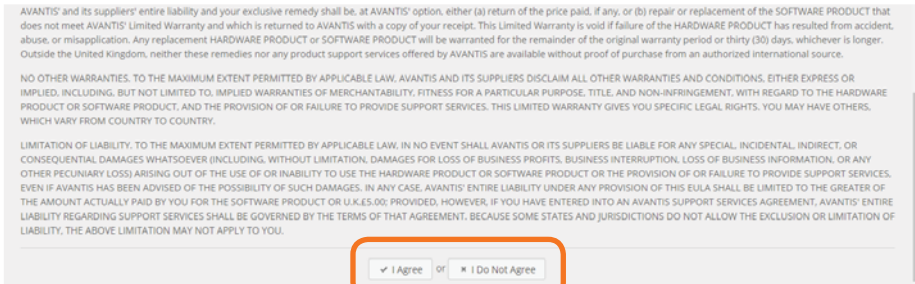 AVANTIS' and its suppliers' entire liability and your exclusive remedy shall be, at AVANTIS' option, either (a) return of the price paid, if any, or (b) repair or replacement of the SOFTWARE PRODUCT that
does not meet AVANTIS' Limited Warranty and which is returned to AVANTIS with a copy of your receipt. This Limited Warranty is void if failure of the HARDWARE PRODUCT has resulted from accident,
abuse, or misapplication. Any replacement HARDWARE PRODUCT or SOFTWARE PRODUCT will be warranted for the remainder of the original warranty period or thirty (30) days, whichever is longer.
Outside the United Kingdom, neither these remedies nor any product support services offered by AVANTIS are available without proof of purchase from an authorized international source.
NO OTHER WARRANTIES. TO THE MAXIMUM EXTENT PERMITTED BY APPLICABLE LAW, AVANTIS AND ITS SUPPLIERS DISCLAIM ALL OTHER WARRANTIES AND CONDITIONS, EITHER EXPRESS OR
IMPLIED, INCLUDING, BUT NOT LIMITED TO, IMPLIED WARRANTIES OF MERCHANTABILITY, FITNESS FOR A PARTICULAR PURPOSE, TITLE, AND NON-INFRINGEMENT, WITH REGARD TO THE HARDWARE
PRODUCT OR SOFTWARE PRODUCT, AND THE PROVISION OF OR FAILURE TO PROVIDE SUPPORT SERVICES. THIS LIMITED WARRANTY GIVES YOU SPECIFIC LEGAL RIGHTS. YOU MAY HAVE OTHERS,
WHICH VARY FROM COUNTRY TO COUNTRY.
LIMITATION OF LIABILITY. TO THE MAXIMUM EXTENT PERMITTED BY APPLICABLE LAW, IN NO EVENT SHALL AVANTIS OR ITS SUPPLIERS BE LIABLE FOR ANY SPECIAL, INCIDENTAL, INDIRECT, OR
CONSEQUENTIAL DAMAGES WHATSOEVER (INCLUDING, WITHOUT LIMITATION, DAMAGES FOR LOSS OF BUSINESS PROFITS, BUSINESS INTERRUPTION, LOSS OF BUSINESS INFORMATION, OR ANY
OTHER PECUNIARY LOSS) ARISING OUT OF THE USE OF OR INABILITY TO USE THE HARDWARE PRODUCT OR SOFTWARE PRODUCT OR THE PROVISION OF OR FAILURE TO PROVIDE SUPPORT SERVICES,
EVEN IF AVANTIS HAS BEEN ADVISED OF THE POSSIBILITY OF SUCH DAMAGES. IN ANY CASE, AVANTIS' ENTIRE LIABILITY UNDER ANY PROVISION OF THIS EULA SHALL BE LIMITED TO THE GREATER OF
THE AMOUNT ACTUALLY PAID BY YOU FOR THE SOFTWARE PRODUCT OR U.K.£5.00; PROVIDED, HOWEVER, IF YOU HAVE ENTERED INTO AN AVANTIS SUPPORT SERVICES AGREEMENT, AVANTIS' ENTIRE
LIABILITY REGARDING SUPPORT SERVICES SHALL BE GOVERNED BY THE TERMS OF THAT AGREEMENT. BECAUSE SOME STATES AND JURISDICTIONS DO NOT ALLOW THE EXCLUSION OR LIMITATION OF
LIABILITY, THE ABOVE LIMITATION MAY NOT APPLY TO YOU.
✔ I Agree or ✖ I Do Not Agree